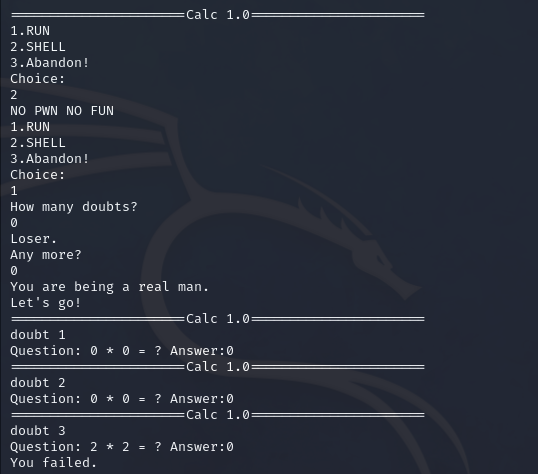 ======================Calc 1.0======================
1.RUN
2.SHELL
3.Abandon!
Choice:
2
NO PWN NO FUN
1.RUN
2.SHELL
3.Abandon!
Choice:
1
How many doubts?
0
Loser.
Any more?
0
You are being a real man.
Let's go!
======================Calc 1.0======================
doubt 1
Question: 0 * 0 = ? Answer:0
======================Calc 1.0======================
doubt 2
Question: 0 * 0 = ? Answer:0
======================Calc 1.0======================
doubt 3
Question: 2 * 2 = ? Answer:0
You failed.